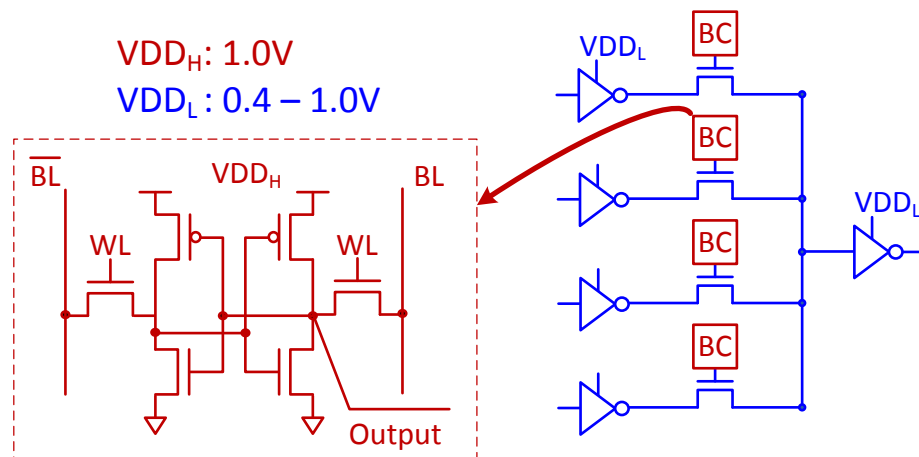 VDDH: 1.0V
VDDL: 0.4 – 1.0V
BL
VDDH
BL
WL
WL
Output
VDDL
BC
BC
BC
BC
VDDL